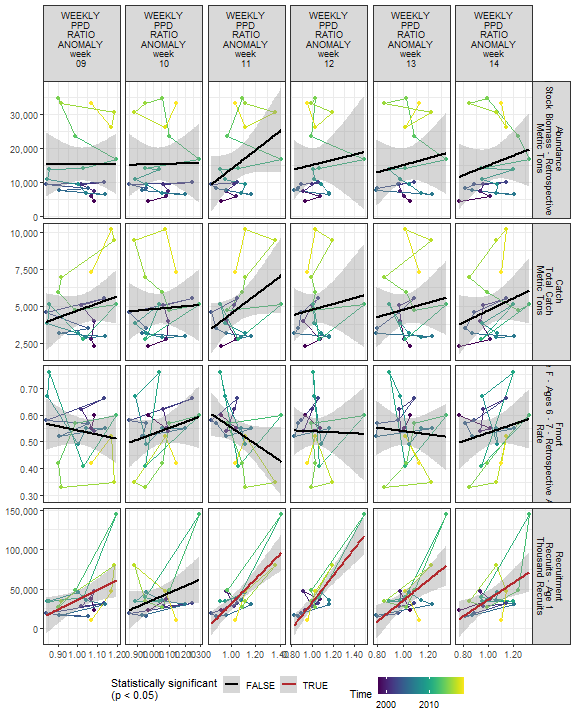 WEEKLY PPD RATIO ANOMALY week 09
WEEKLY PPD RATIO ANOMALY week 10
WEEKLY PPD RATIO ANOMALY week 11
WEEKLY PPD RATIO ANOMALY week 12
WEEKLY PPD RATIO ANOMALY week 13
WEEKLY PPD RATIO ANOMALY week 14
30,000
20,000
10,000
0
Abundance
Stock Biomass - Retrospective
Metric Tons
10,000
7,500
5,000
2,500
Catch
Total Catch
Metric Tons
0.70
0.60
0.50
0.40
0.30
Fmort
F - Ages 6 - 7 - Retrospective A
Rate
150,000
100,000
50,000
0
Recruitment
Recruits - Age 1
Thousand Recruits
0.90 1.00 1.10 1.20
1.00 1.20
0.80 1.00 1.20 1.40
0.80 1.00 1.20
Statistically significant
(p < 0.05)
FALSE
TRUE
Time
2000 2010